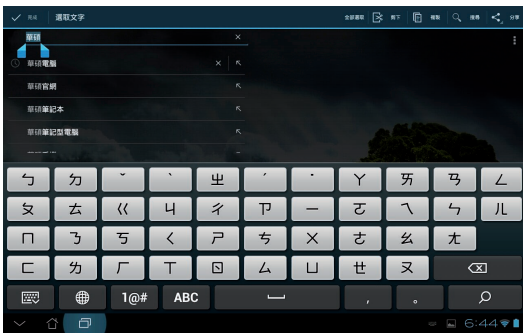 完成 選取文字 全部選取 剪下 複製 搜尋 分享
華碩
華碩電腦
華碩官網
華碩筆記本
華碩筆記型電腦
ㄅ ㄉ ˇ ˋ ㄓ ˊ ˙ ㄚ ㄞ ㄢ ㄥ
ㄆ ㄊ ㄍ ㄐ ㄔ ㄗ ㄧ ㄛ ㄟ ㄣ ㄦ
ㄇ ㄋ ㄎ ㄑ ㄕ ㄘ ㄨ ㄜ ㄠ ㄤ
ㄈ ㄌ ㄏ ㄒ ㄖ ㄙ ㄩ ㄝ ㄡ
1@# ABC , 。
6:44